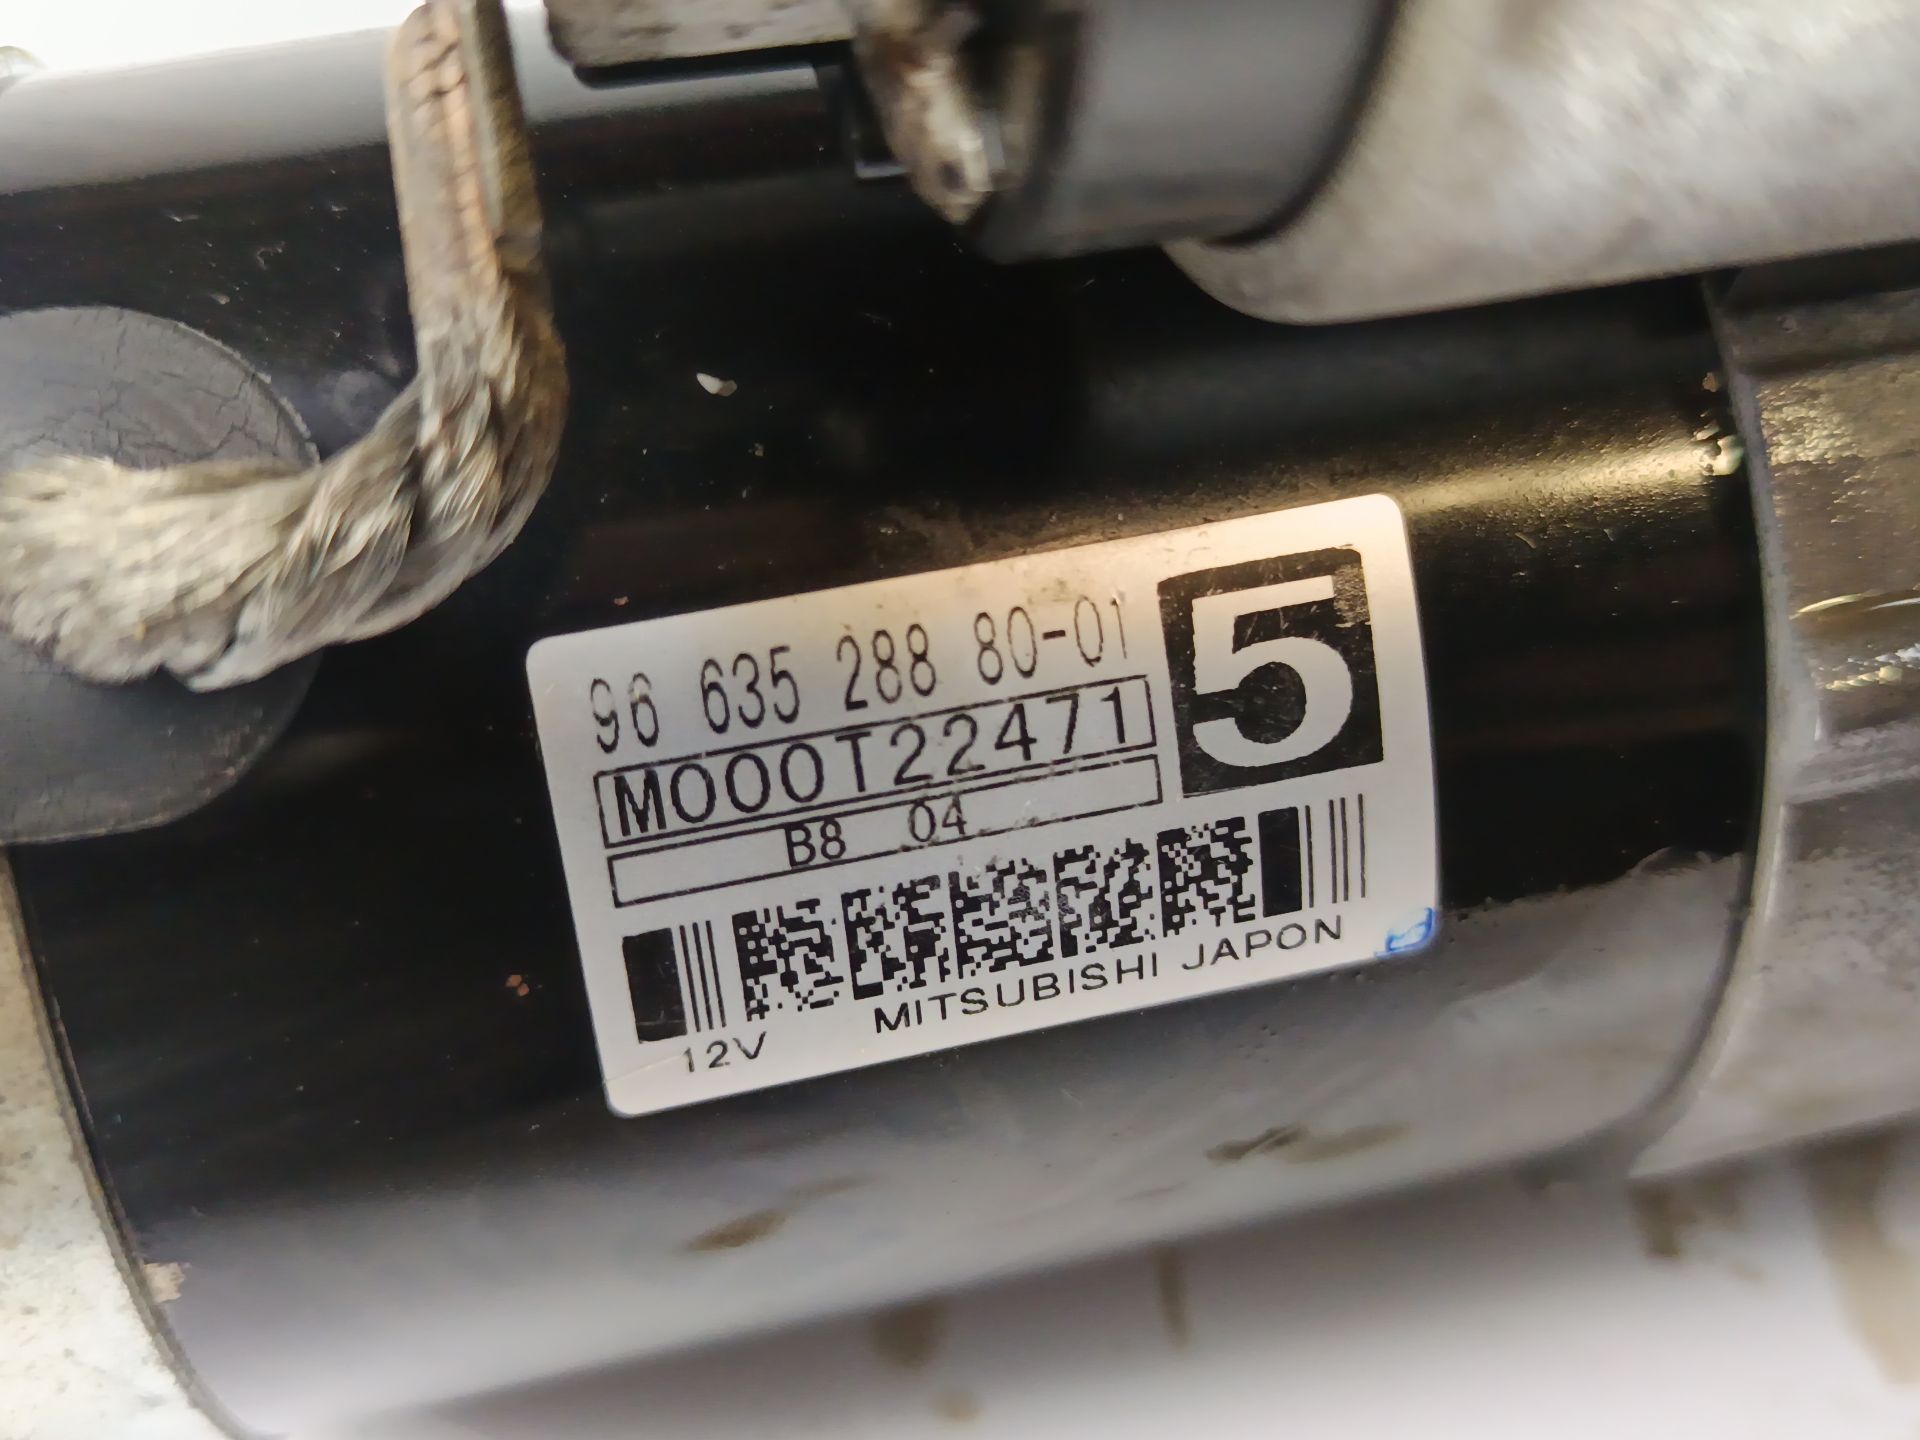 96 635 288 80-01
5
M000T22471
B8 04
12V MITSUBISHI JAPON